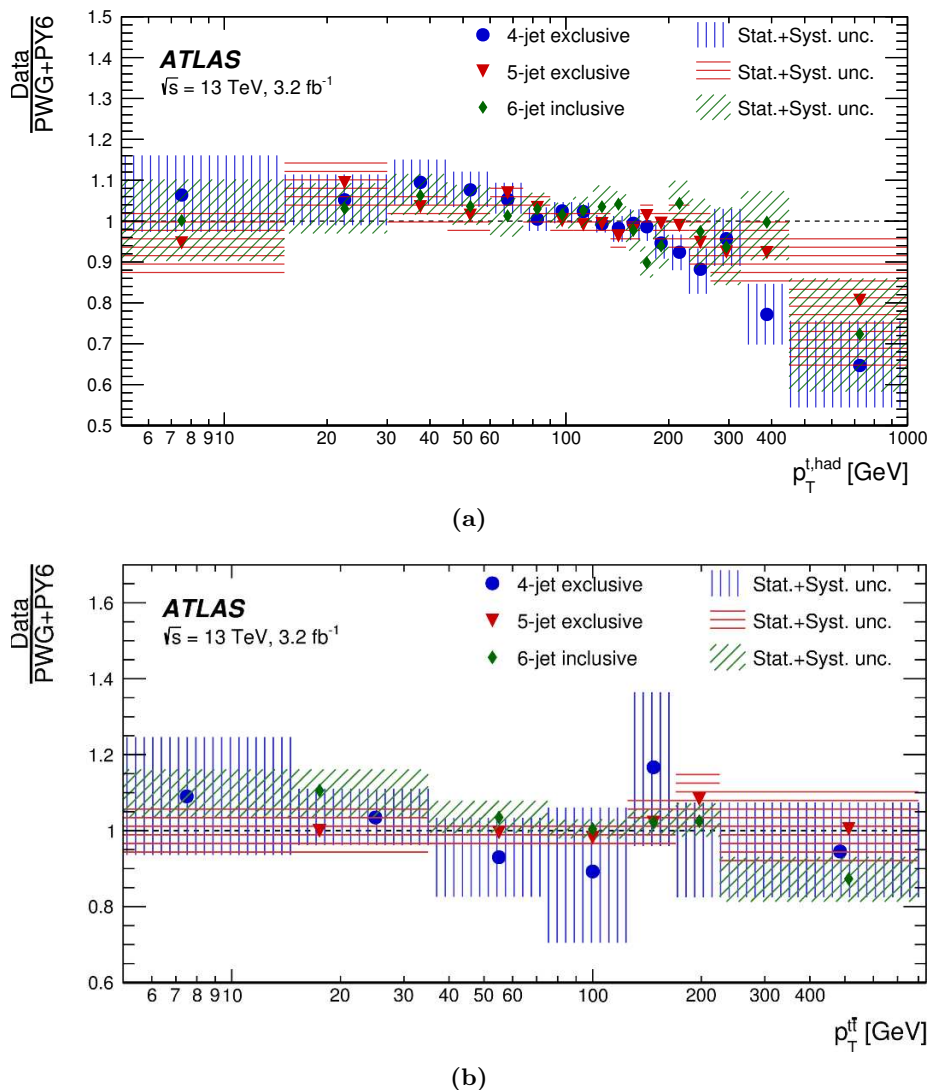 Data
PWG+PY6
1.5
1.4
1.3
1.2
1.1
1
0.9
0.8
0.7
0.6
0.5
ATLAS
√s = 13 TeV, 3.2 fb⁻¹
4-jet exclusive Stat.+Syst. unc.
5-jet exclusive Stat.+Syst. unc.
6-jet inclusive Stat.+Syst. unc.
6 7 8 910 20 30 40 50 60 100 200 300 400 1000
p_T^{t,had} [GeV]
(a)
Data
PWG+PY6
1.6
1.4
1.2
1
0.8
0.6
ATLAS
√s = 13 TeV, 3.2 fb⁻¹
4-jet exclusive Stat.+Syst. unc.
5-jet exclusive Stat.+Syst. unc.
6-jet inclusive Stat.+Syst. unc.
6 7 8 910 20 30 40 50 60 100 200 300 400
p_T^{tt̄} [GeV]
(b)